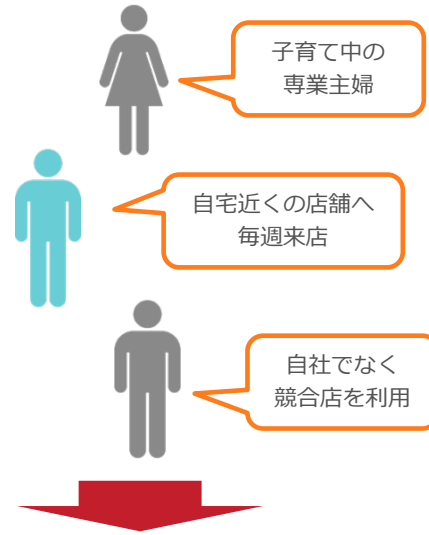 子育て中の
専業主婦
自宅近くの店舗へ
毎週来店
自社でなく
競合店を利用